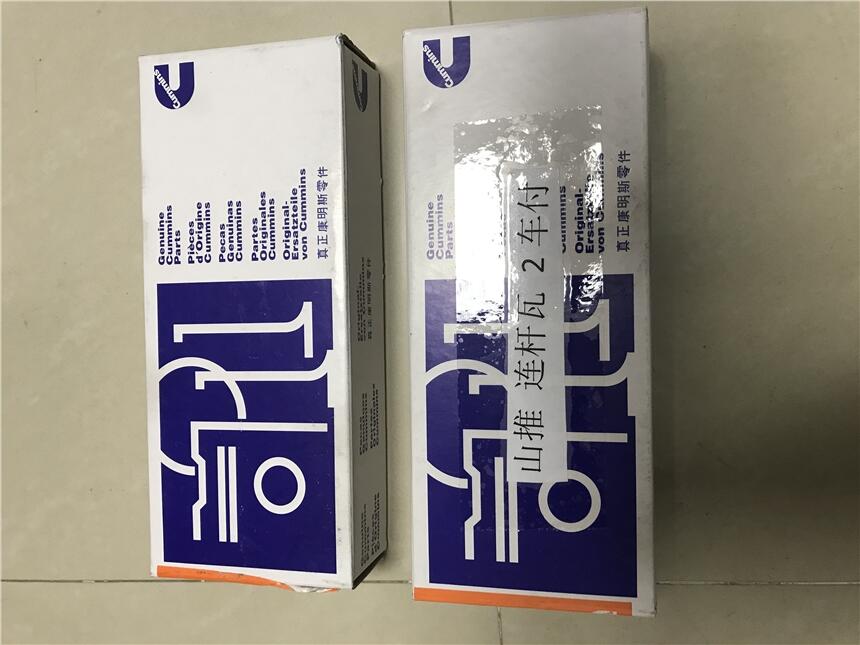 Cummins
Genuine
Cummins
Parts
Pièces
d'Origine
Cummins
Pecas
Genuinas
Cummins
Partes
Originales
Cummins
Original-
Ersatzteile
von Cummins
真正康明斯零件
Cummins
Genuine
Cummins
Parts
Cummins
Original-
Ersatzteile
von Cummins
真正康明斯零件
山推 连杆瓦 2 车付